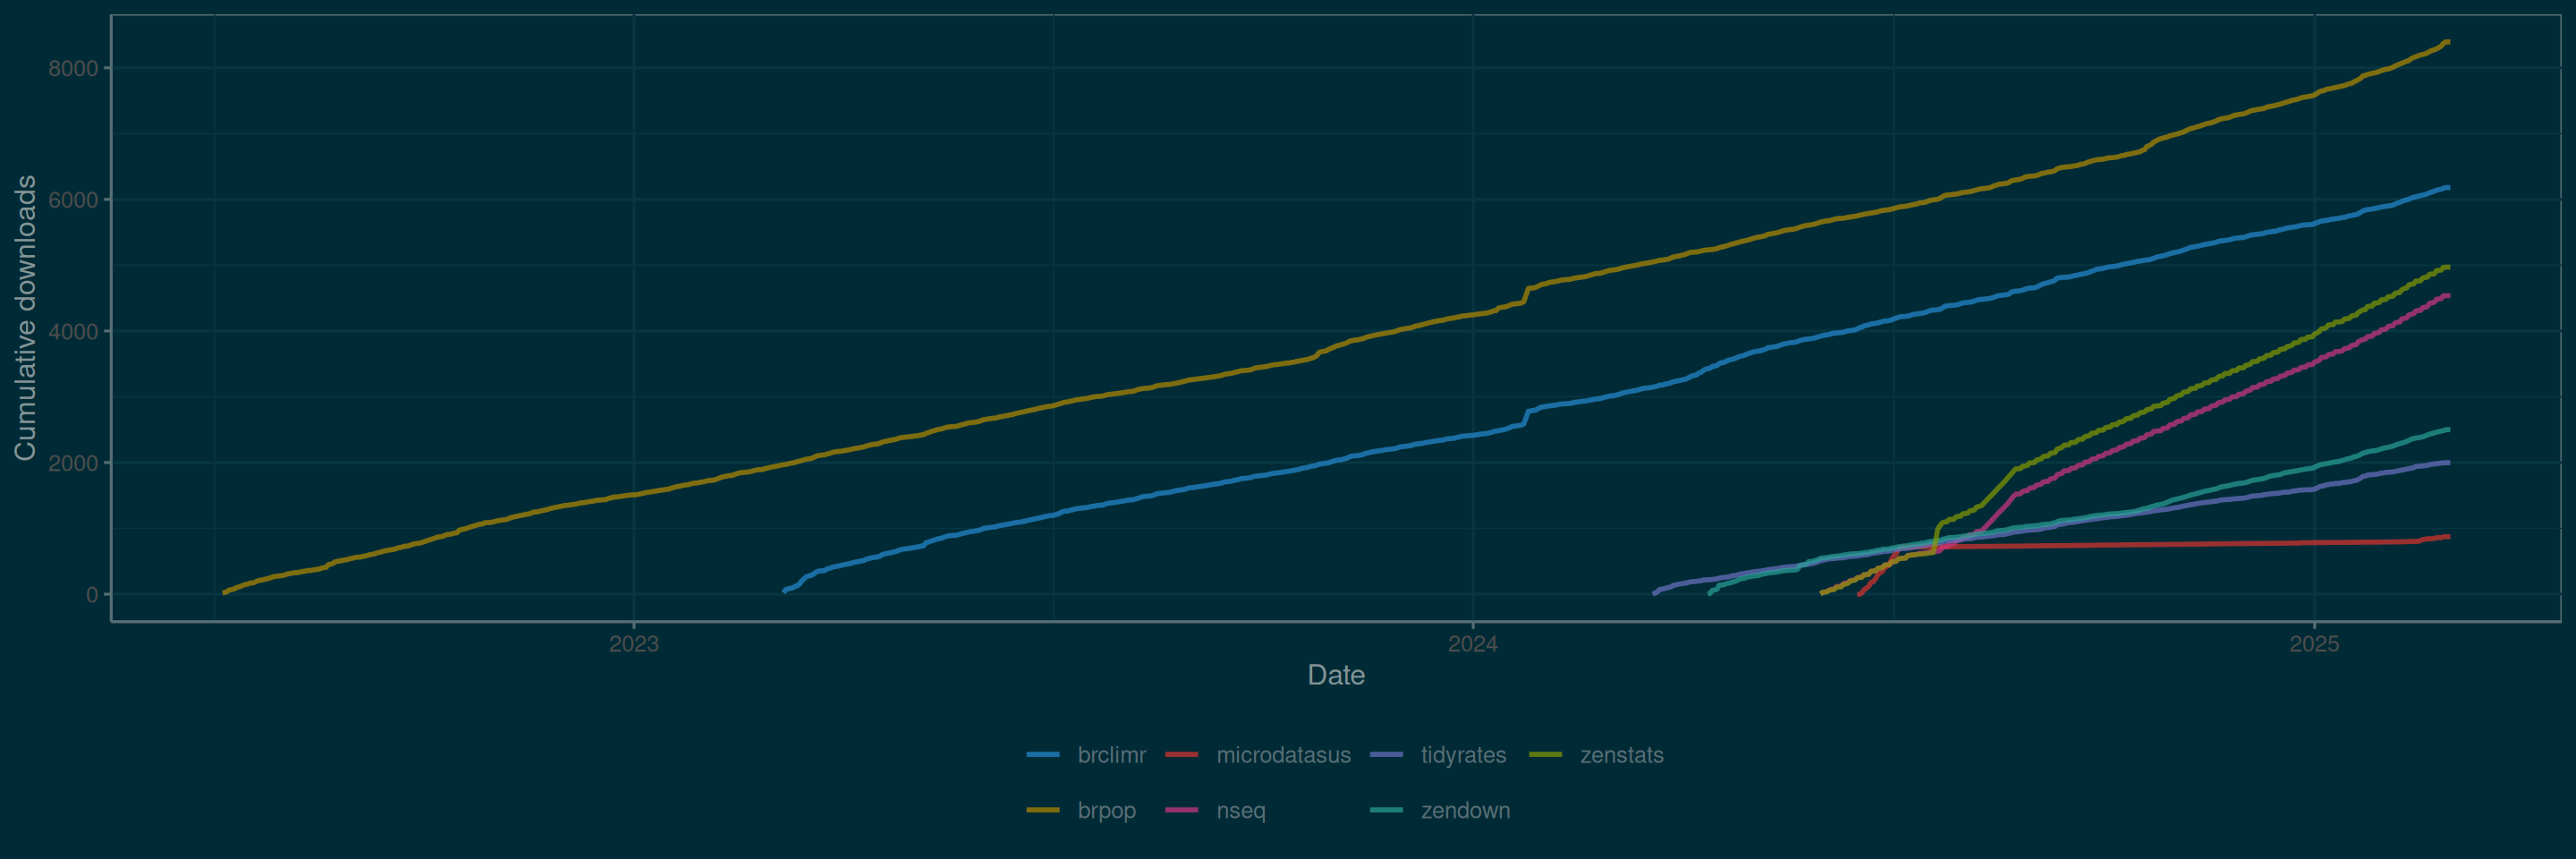 Cumulative downloads
8000
6000
4000
2000
0
2023 2024 2025
Date
brclimr microdatasus tidyrates zenstats
brpop nseq zendown